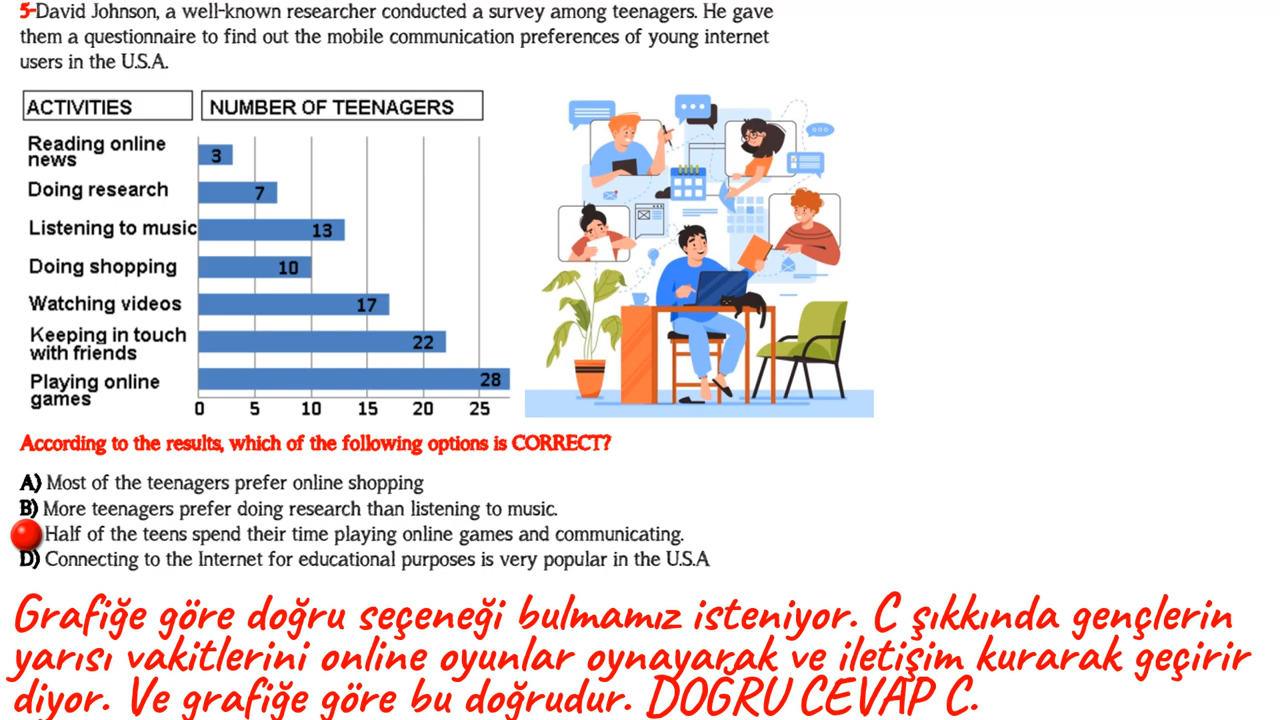 5-David Johnson, a well-known researcher conducted a survey among teenagers. He gave
them a questionnaire to find out the mobile communication preferences of young internet
users in the U.S.A.
ACTIVITIES
NUMBER OF TEENAGERS
Reading online
news
3
Doing research
7
Listening to music
13
Doing shopping
10
Watching videos
17
Keeping in touch
with friends
22
Playing online
games
28
0 5 10 15 20 25
According to the results, which of the following options is CORRECT?
A) Most of the teenagers prefer online shopping
B) More teenagers prefer doing research than listening to music.
Half of the teens spend their time playing online games and communicating.
D) Connecting to the Internet for educational purposes is very popular in the U.S.A
Grafiğe göre doğru seçeneği bulmamız isteniyor. C şıkkında gençlerin
yarısı vakitlerini online oyunlar oynayarak ve iletişim kurarak geçirir
diyor. Ve grafiğe göre bu doğrudur. DOĞRU CEVAP C.